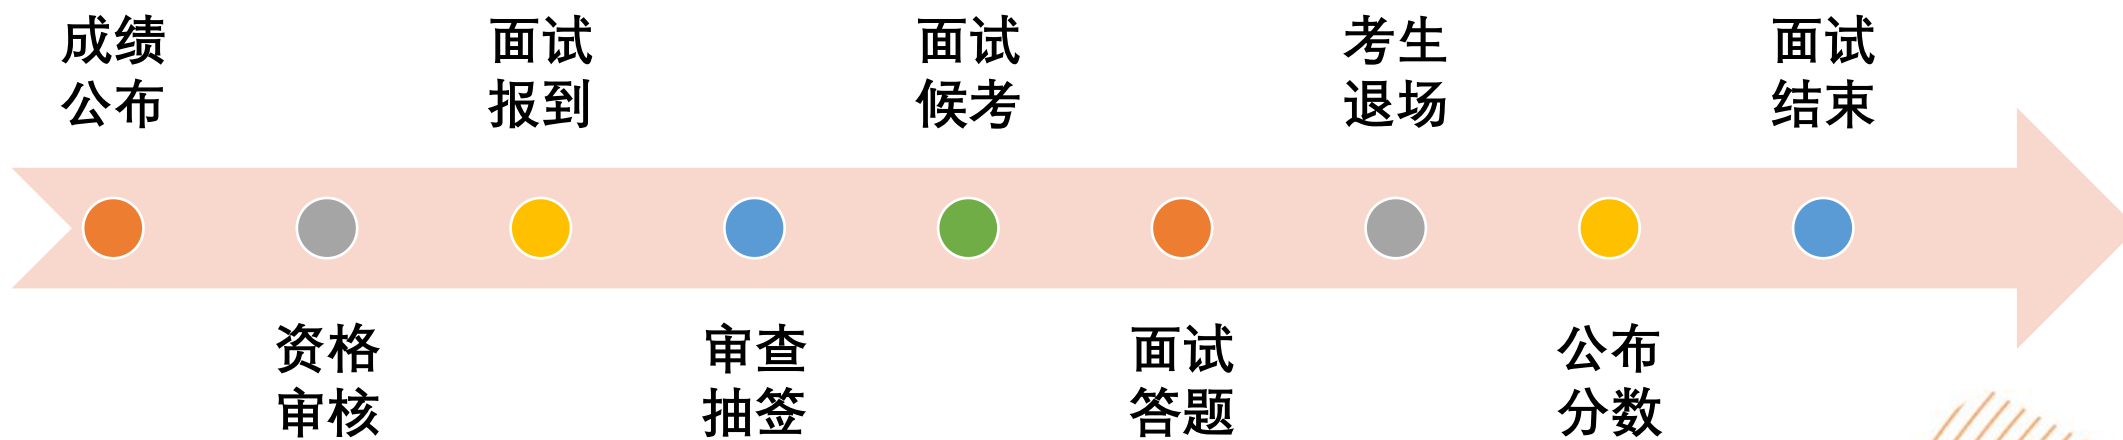 成绩
公布
资格
审核
面试
报到
审查
抽签
面试
候考
面试
答题
考生
退场
公布
分数
面试
结束